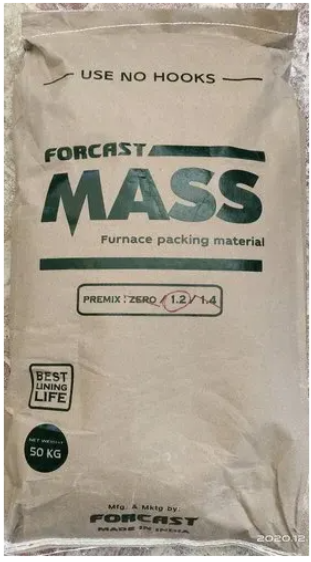 USE NO HOOKS
FORCAST
MASS
Furnace packing material
PREMIX : ZERO / 1.2 / 1.4
BEST
LINING
LIFE
NET WEIGHT
50 KG
Mfg. & Mktg by:
FORCAST
MADE IN INDIA
2020.12.